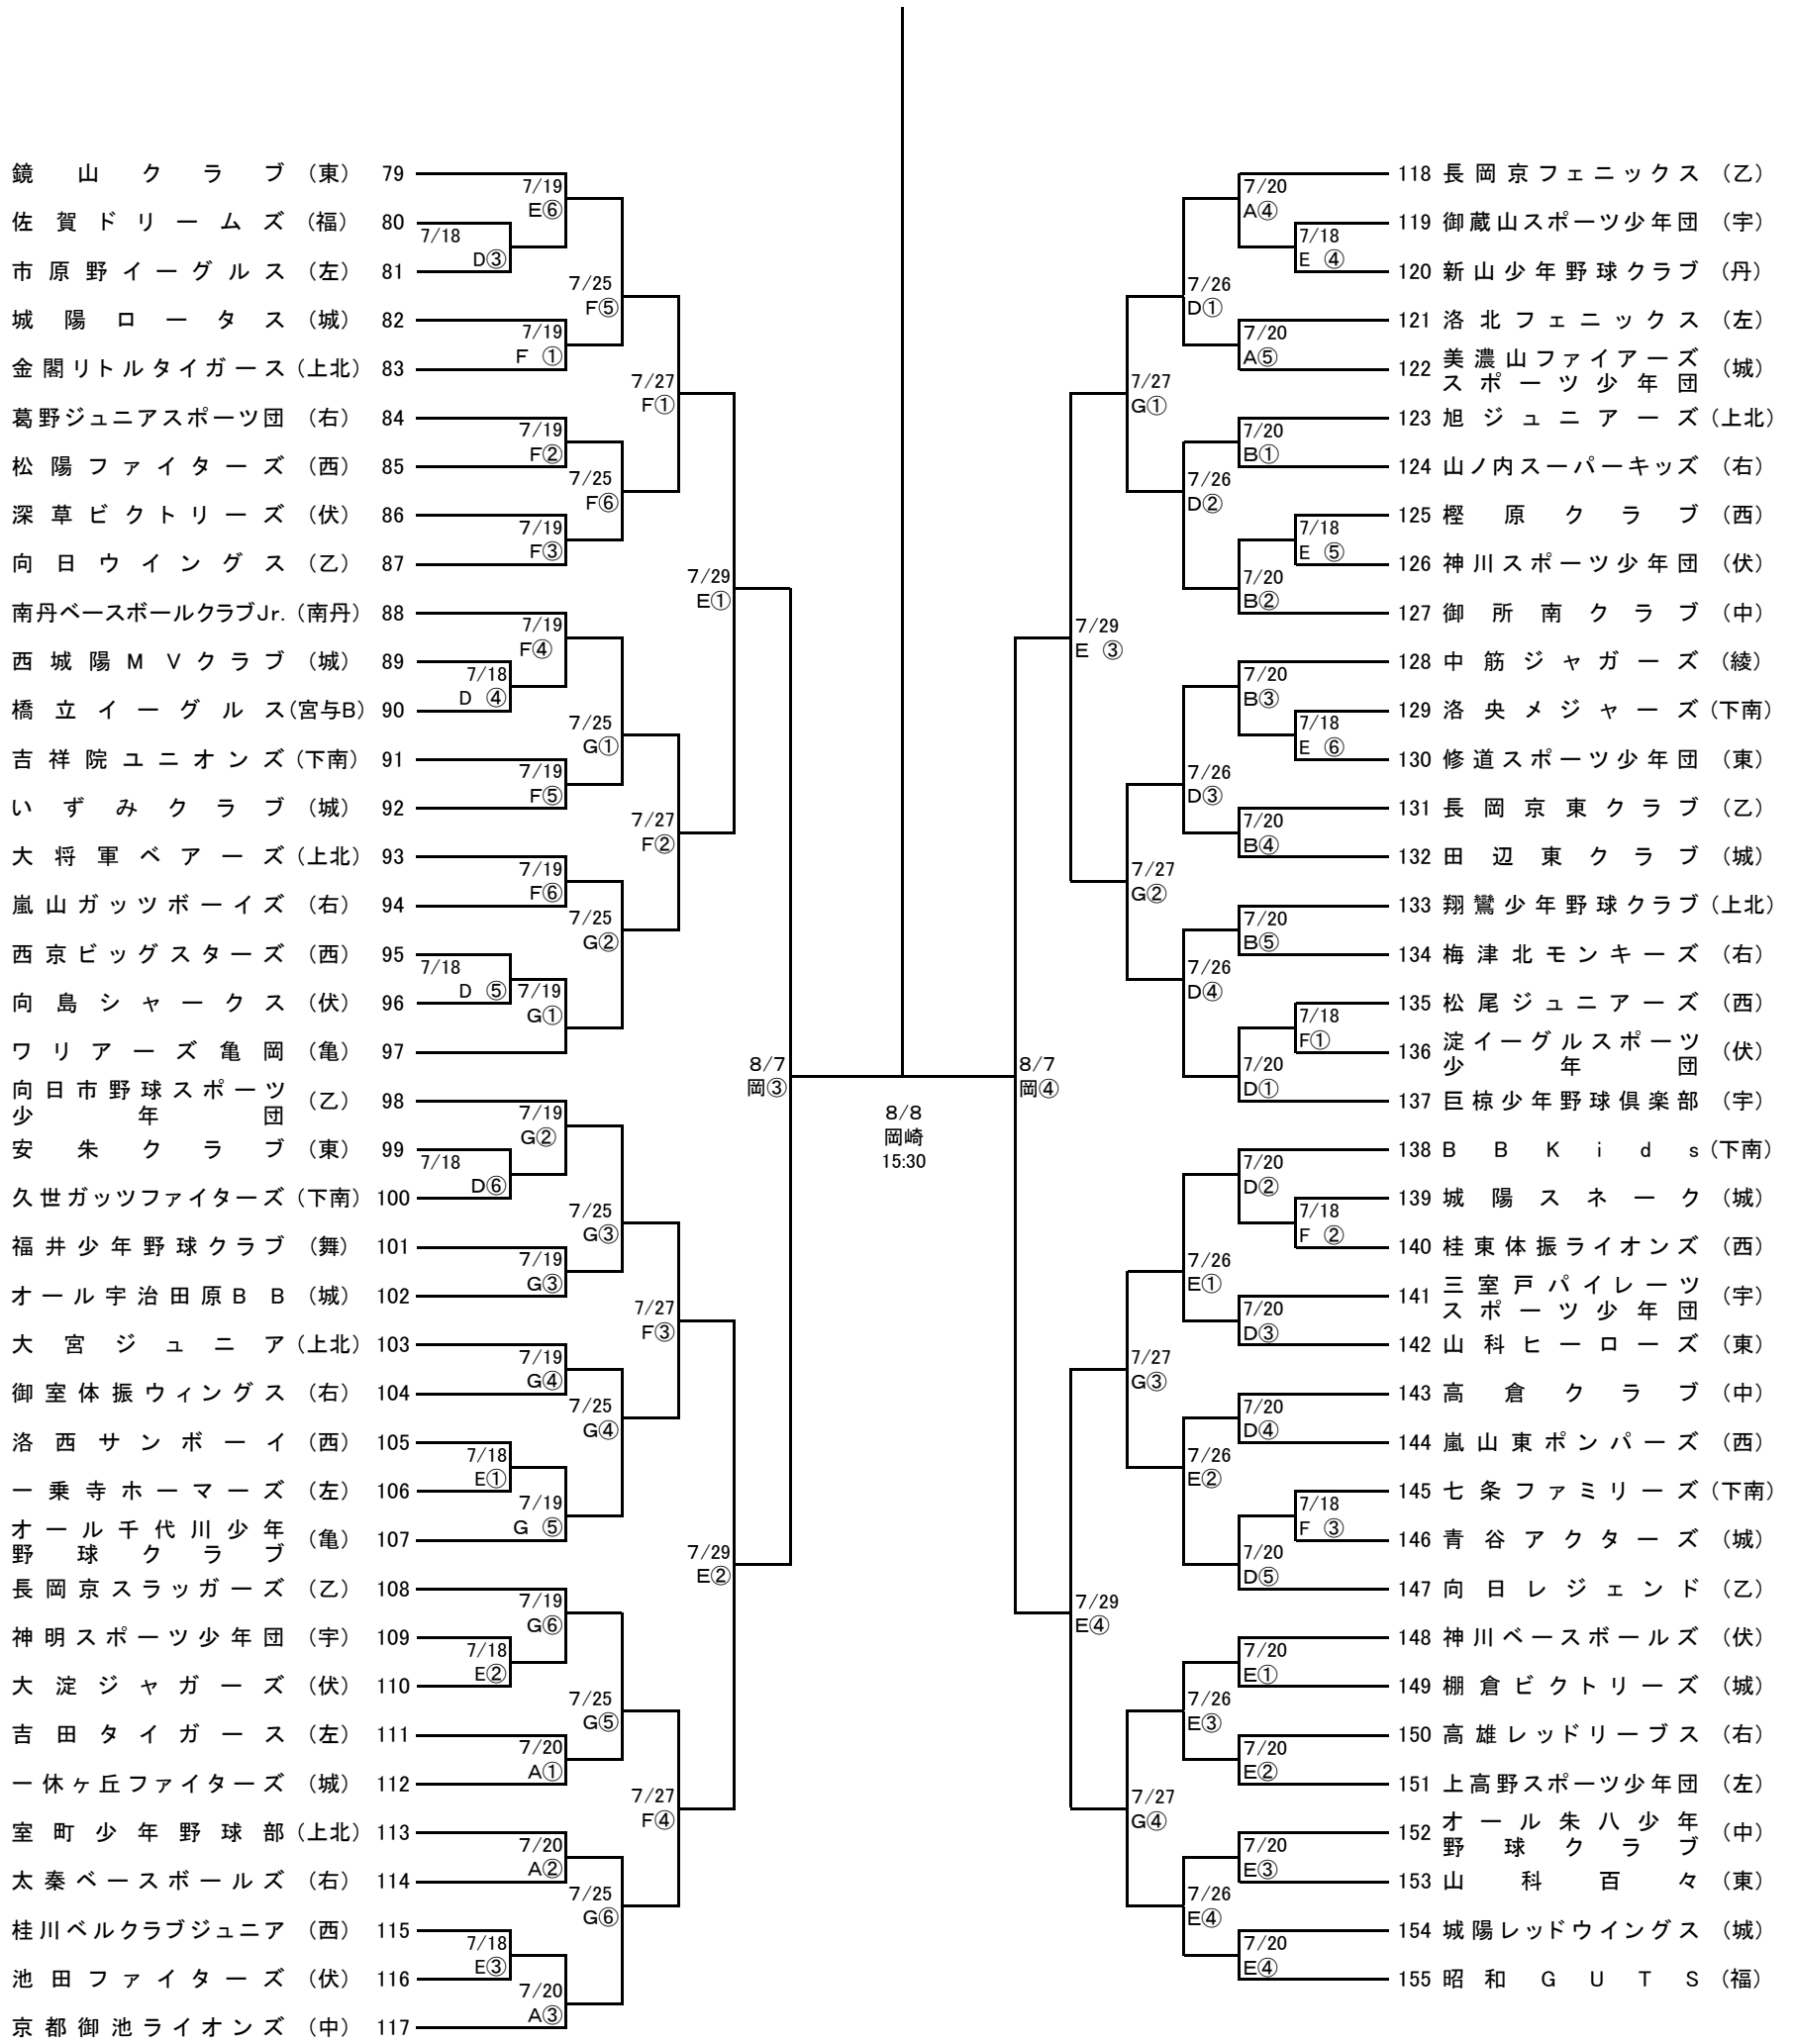 鏡山クラブ（東） 79
佐賀ドリームズ（福） 80
市原野イーグルス（左） 81
城陽ロータス（城） 82
金閣リトルタイガース（上北） 83
葛野ジュニアスポーツ団（右） 84
松陽ファイターズ（西） 85
深草ビクトリーズ（伏） 86
向日ウイングス（乙） 87
南丹ベースボールクラブJr.（南丹） 88
西城陽MVクラブ（城） 89
橋立イーグルス（宮与B） 90
吉祥院ユニオンズ（下南） 91
いずみクラブ（城） 92
大将軍ベアーズ（上北） 93
嵐山ガッツボーイズ（右） 94
西京ビッグスターズ（西） 95
向島シャークス（伏） 96
ワリアーズ亀岡（亀） 97
向日市野球スポーツ
少年団（乙） 98
安朱クラブ（東） 99
久世ガッツファイターズ（下南） 100
福井少年野球クラブ（舞） 101
オール宇治田原BB（城） 102
大宮ジュニア（上北） 103
御室体振ウィングス（右） 104
洛西サンボーイ（西） 105
一乗寺ホーマーズ（左） 106
オール千代川少年
野球クラブ（亀） 107
長岡京スラッガーズ（乙） 108
神明スポーツ少年団（宇） 109
大淀ジャガーズ（伏） 110
吉田タイガース（左） 111
一休ヶ丘ファイターズ（城） 112
室町少年野球部（上北） 113
太秦ベースボールズ（右） 114
桂川ベルクラブジュニア（西） 115
池田ファイターズ（伏） 116
京都御池ライオンズ（中） 117
7/18
D③
7/18
D ④
7/18
D ⑤
7/18
D⑥
7/18
E①
7/18
E②
7/18
E③
7/19
E⑥
7/19
F ①
7/19
F②
7/19
F③
7/19
F④
7/19
F⑤
7/19
F⑥
7/19
G①
7/19
G②
7/19
G③
7/19
G④
7/19
G ⑤
7/19
G⑥
7/20
A①
7/20
A②
7/20
A③
7/25
F⑤
7/25
F⑥
7/25
G①
7/25
G②
7/25
G③
7/25
G④
7/25
G⑤
7/25
G⑥
7/27
F①
7/27
F②
7/27
F③
7/27
F④
7/29
E①
7/29
E②
8/7
岡③
8/8
岡崎
15:30
8/7
岡④
7/29
E ③
7/29
E④
7/27
G①
7/27
G②
7/27
G③
7/27
G④
7/26
D①
7/26
D②
7/26
D③
7/26
D④
7/26
E①
7/26
E②
7/26
E③
7/26
E④
7/20
A④
7/20
A⑤
7/20
B①
7/20
B②
7/20
B③
7/20
B④
7/20
B⑤
7/20
D①
7/20
D②
7/20
D③
7/20
D④
7/20
D⑤
7/20
E①
7/20
E②
7/20
E③
7/20
E④
7/18
E ④
7/18
E ⑤
7/18
E ⑥
7/18
F①
7/18
F ②
7/18
F ③
118 長岡京フェニックス（乙）
119 御蔵山スポーツ少年団（宇）
120 新山少年野球クラブ（丹）
121 洛北フェニックス（左）
122 美濃山ファイアーズ
スポーツ少年団（城）
123 旭ジュニアーズ（上北）
124 山ノ内スーパーキッズ（右）
125 樫原クラブ（西）
126 神川スポーツ少年団（伏）
127 御所南クラブ（中）
128 中筋ジャガーズ（綾）
129 洛央メジャーズ（下南）
130 修道スポーツ少年団（東）
131 長岡京東クラブ（乙）
132 田辺東クラブ（城）
133 翔鸞少年野球クラブ（上北）
134 梅津北モンキーズ（右）
135 松尾ジュニアーズ（西）
136 淀イーグルスポーツ
少年団（伏）
137 巨椋少年野球倶楽部（宇）
138 BBKids（下南）
139 城陽スネーク（城）
140 桂東体振ライオンズ（西）
141 三室戸パイレーツ
スポーツ少年団（宇）
142 山科ヒーローズ（東）
143 高倉クラブ（中）
144 嵐山東ポンパーズ（西）
145 七条ファミリーズ（下南）
146 青谷アクターズ（城）
147 向日レジェンド（乙）
148 神川ベースボールズ（伏）
149 棚倉ビクトリーズ（城）
150 高雄レッドリーブス（右）
151 上高野スポーツ少年団（左）
152 オール朱八少年
野球クラブ（中）
153 山科百々（東）
154 城陽レッドウイングス（城）
155 昭和GUTS（福）